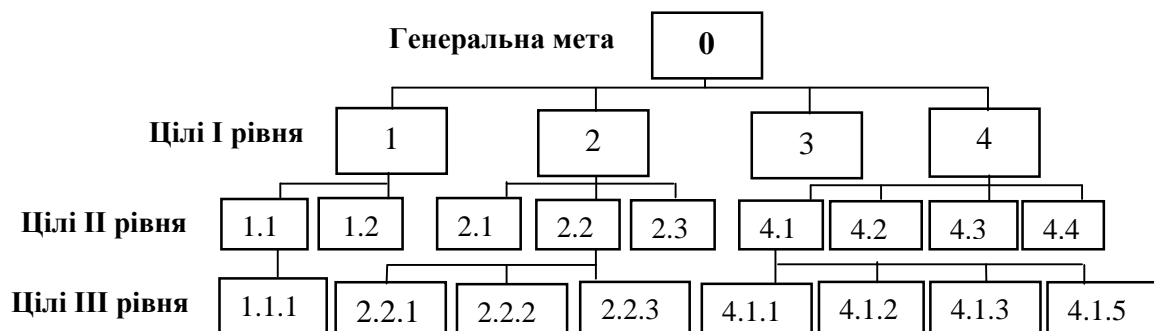 Генеральна мета 0
Цілі І рівня 1 2 3 4
Цілі ІІ рівня 1.1 1.2 2.1 2.2 2.3 4.1 4.2 4.3 4.4
Цілі ІІІ рівня 1.1.1 2.2.1 2.2.2 2.2.3 4.1.1 4.1.2 4.1.3 4.1.5